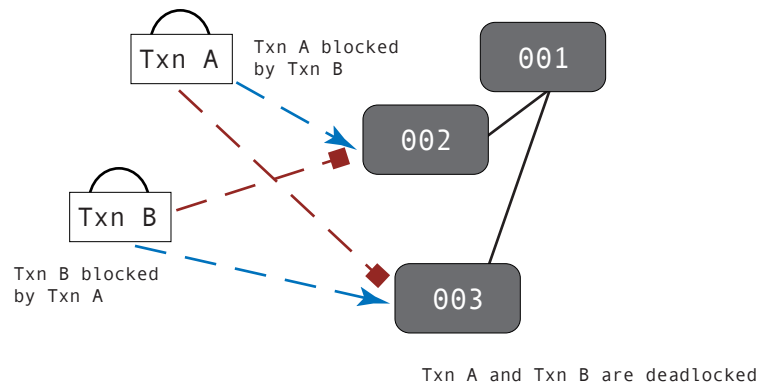 Txn A
Txn A blocked
by Txn B
001
002
Txn B
Txn B blocked
by Txn A
003
Txn A and Txn B are deadlocked